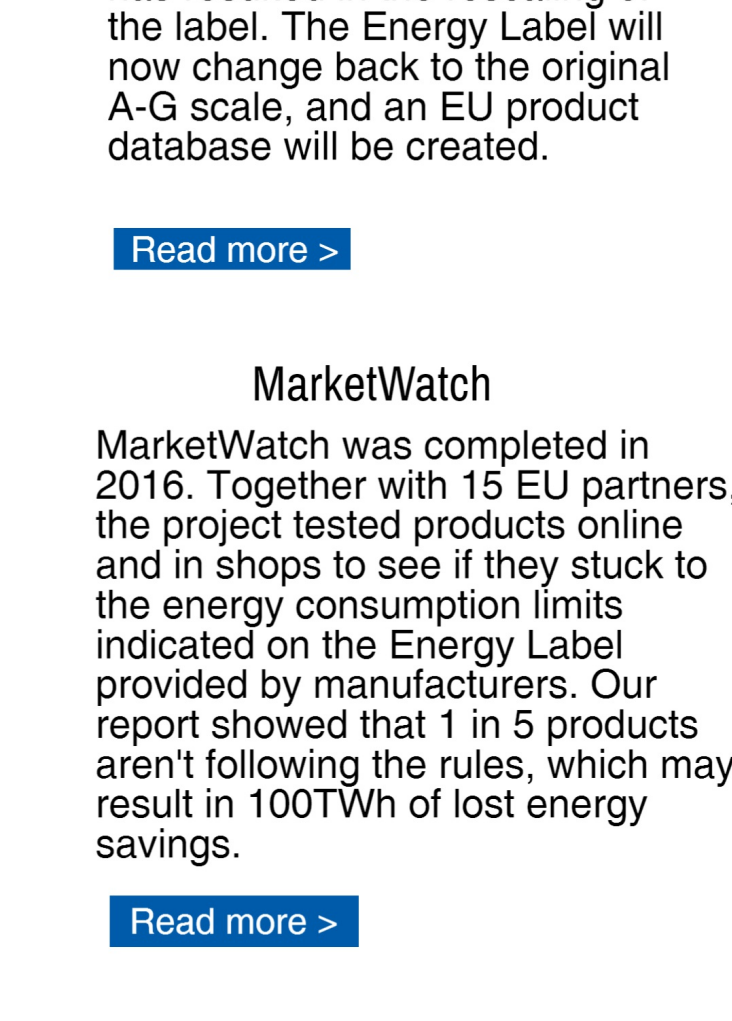 the label. The Energy Label will
now change back to the original
A-G scale, and an EU product
database will be created.
Read more >
MarketWatch
MarketWatch was completed in
2016. Together with 15 EU partners,
the project tested products online
and in shops to see if they stuck to
the energy consumption limits
indicated on the Energy Label
provided by manufacturers. Our
report showed that 1 in 5 products
aren't following the rules, which may
result in 100TWh of lost energy
savings.
Read more >